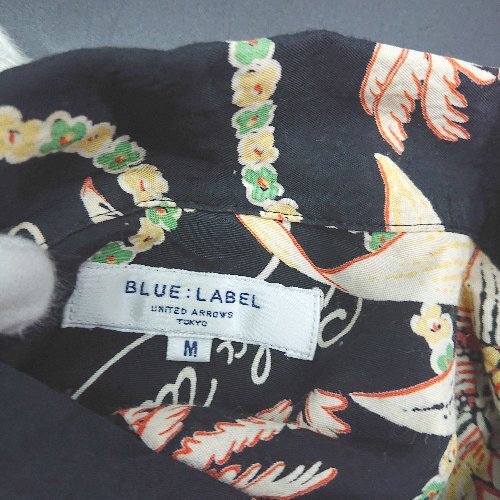 BLUE:LABEL
UNITED ARROWS
TOKYO
M